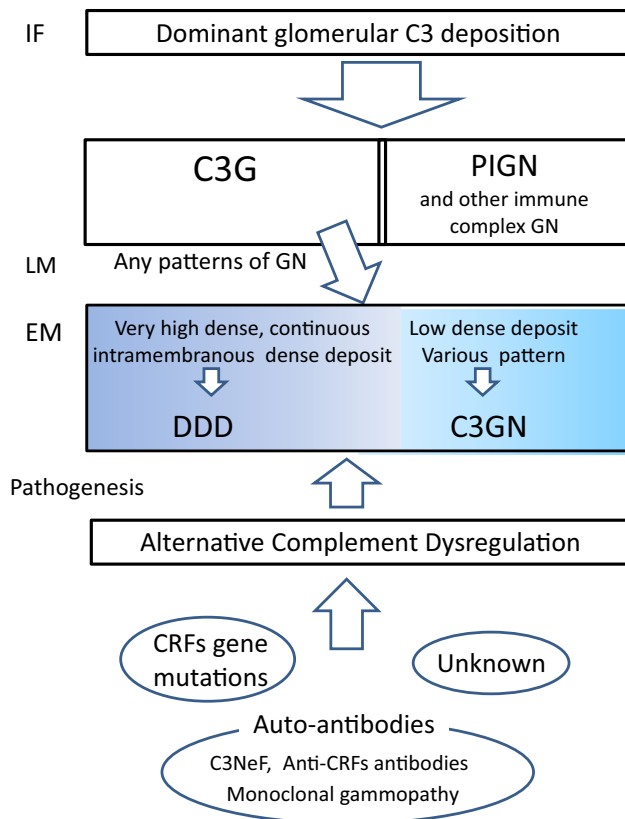 IF
Dominant glomerular C3 deposition
C3G
PIGN
and other immune
complex GN
LM
Any patterns of GN
EM
Very high dense, continuous
intramembranous dense deposit
Low dense deposit
Various pattern
DDD
C3GN
Pathogenesis
Alternative Complement Dysregulation
CRFs gene
mutations
Unknown
Auto-antibodies
C3NeF, Anti-CRFs antibodies
Monoclonal gammopathy